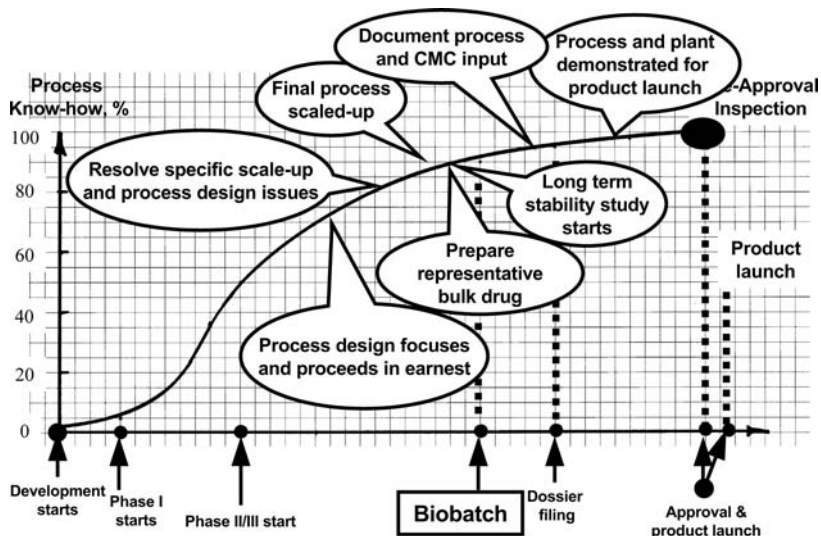 Document process
and CMC input
Process and plant
demonstrated for
product launch
Process
Know-how, %
Final process
scaled-up
e-Approval
Inspection
100
Resolve specific scale-up
and process design issues
80
Long term
stability study
starts
60
Prepare
representative
bulk drug
Product
launch
40
Process design focuses
and proceeds in earnest
20
0
Development
starts
Phase I
starts
Phase II/III start
Biobatch
Dossier
filing
Approval &
product launch